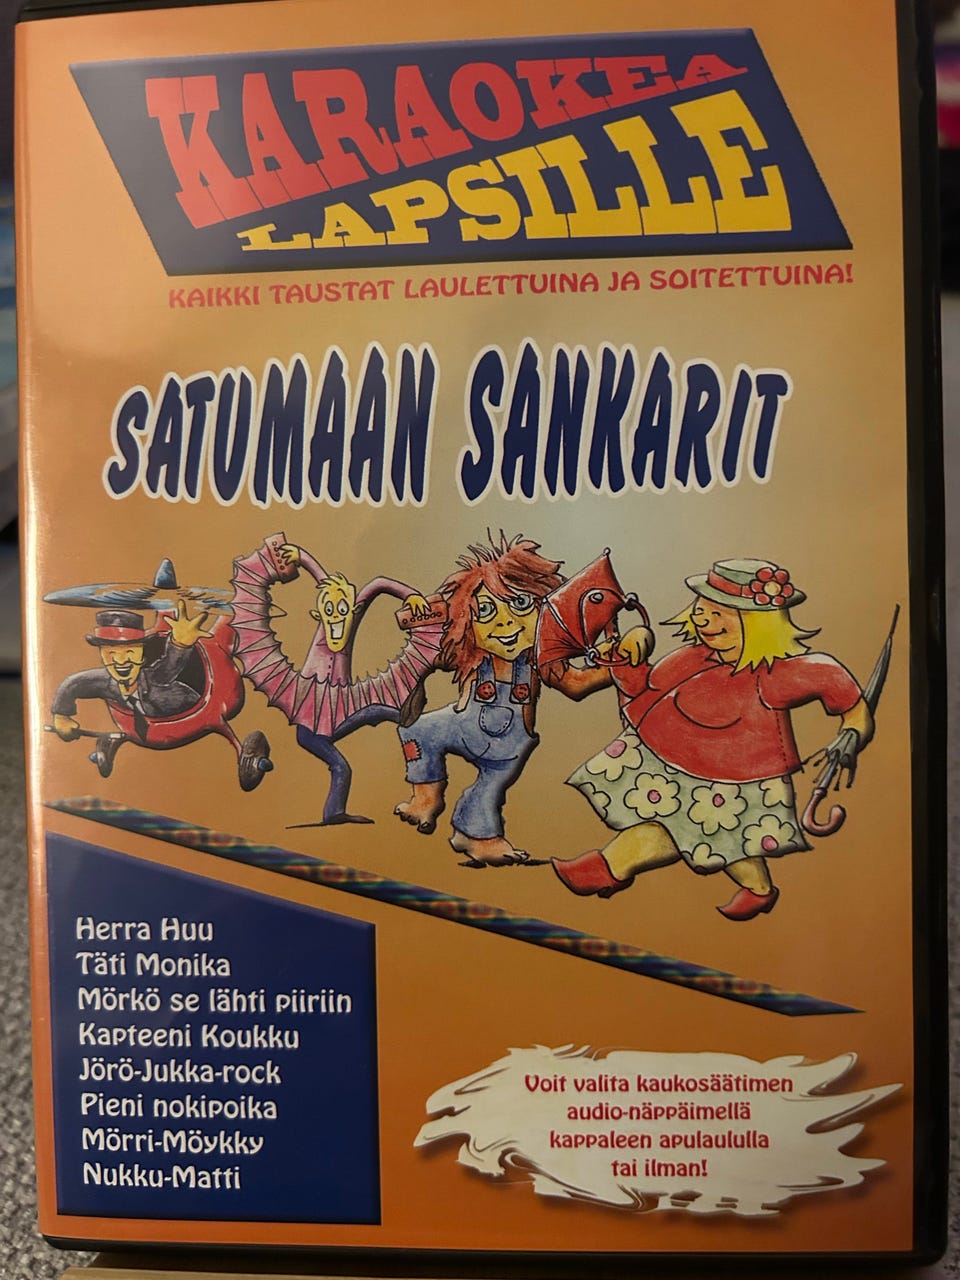 KARAOKEA
LAPSILLE
KAIKKI TAUSTAT LAULETTUINA JA SOITETTUINA!
SATUMAAN SANKARIT
Herra Huu
Täti Monika
Mörkö se lähti piiriin
Kapteeni Koukku
Jörö-Jukka-rock
Pieni nokipoika
Mörri-Möykky
Nukku-Matti
Voit valita kaukosäätimen
audio-näppäimellä
kappaleen apulaululla
tai ilman!